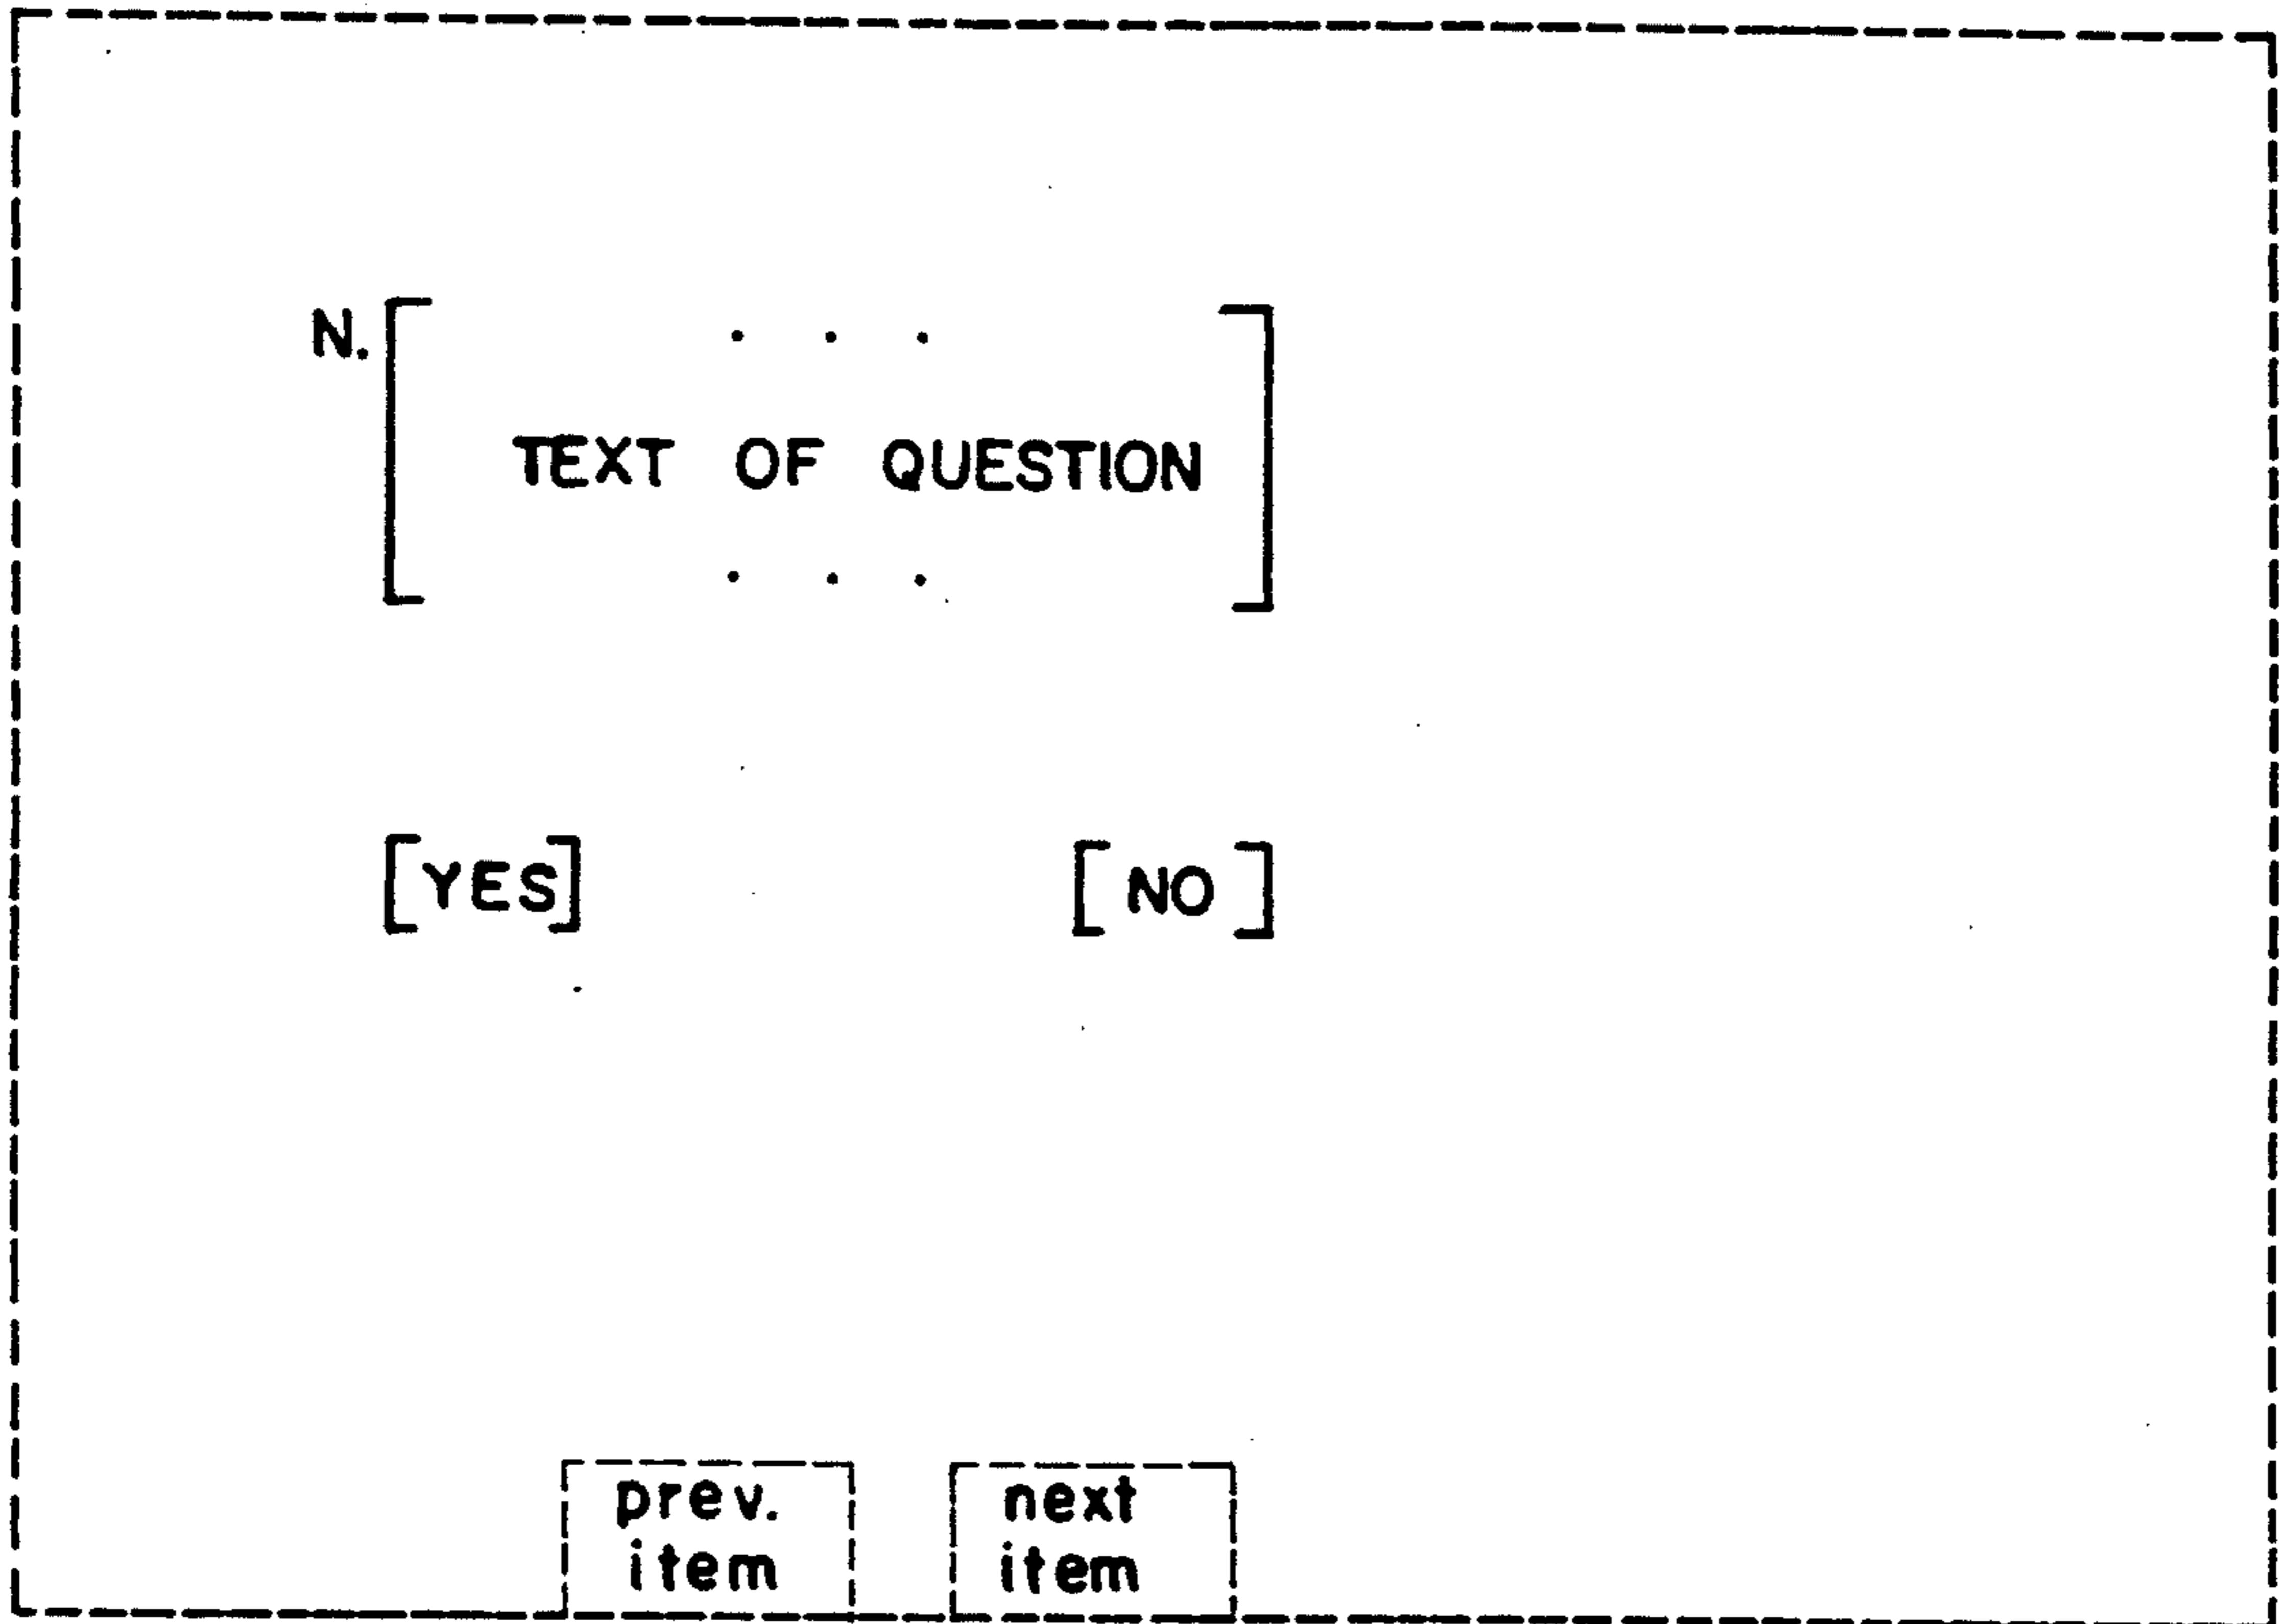 N. [ . . .
TEXT OF QUESTION
. . . ]
[YES] [ NO ]
prev. next
item item